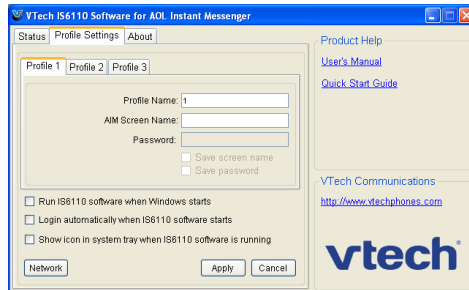 VTech IS6110 Software for AOL Instant Messenger
Status Profile Settings About
Profile 1 Profile 2 Profile 3
Profile Name: 1
AIM Screen Name:
Password:
Save screen name
Save password
Run IS6110 software when Windows starts
Login automatically when IS6110 software starts
Show icon in system tray when IS6110 software is running
Network Apply Cancel
Product Help
User's Manual
Quick Start Guide
VTech Communications
http://www.vtechphones.com
vtech